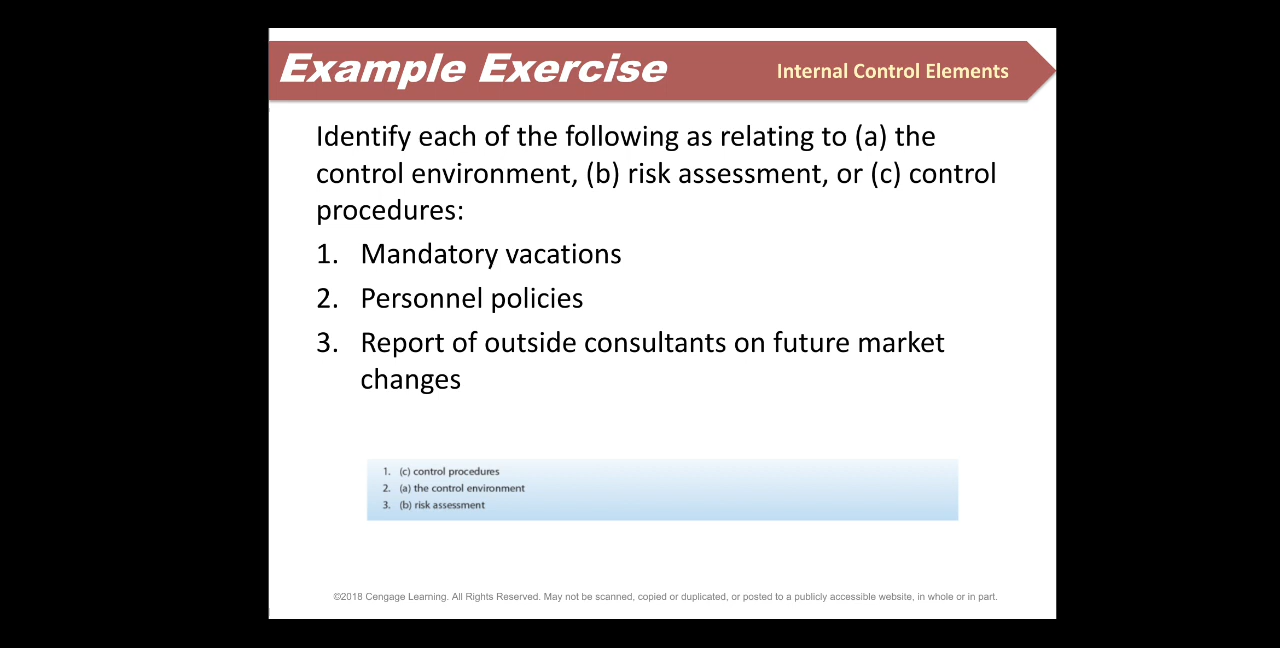 Example Exercise
Internal Control Elements
Identify each of the following as relating to (a) the
control environment, (b) risk assessment, or (c) control
procedures:
1. Mandatory vacations
2. Personnel policies
3. Report of outside consultants on future market
changes
1. (c) control procedures
2. (a) the control environment
3. (b) risk assessment
©2018 Cengage Learning. All Rights Reserved. May not be scanned, copied or duplicated, or posted to a publicly accessible website, in whole or in part.